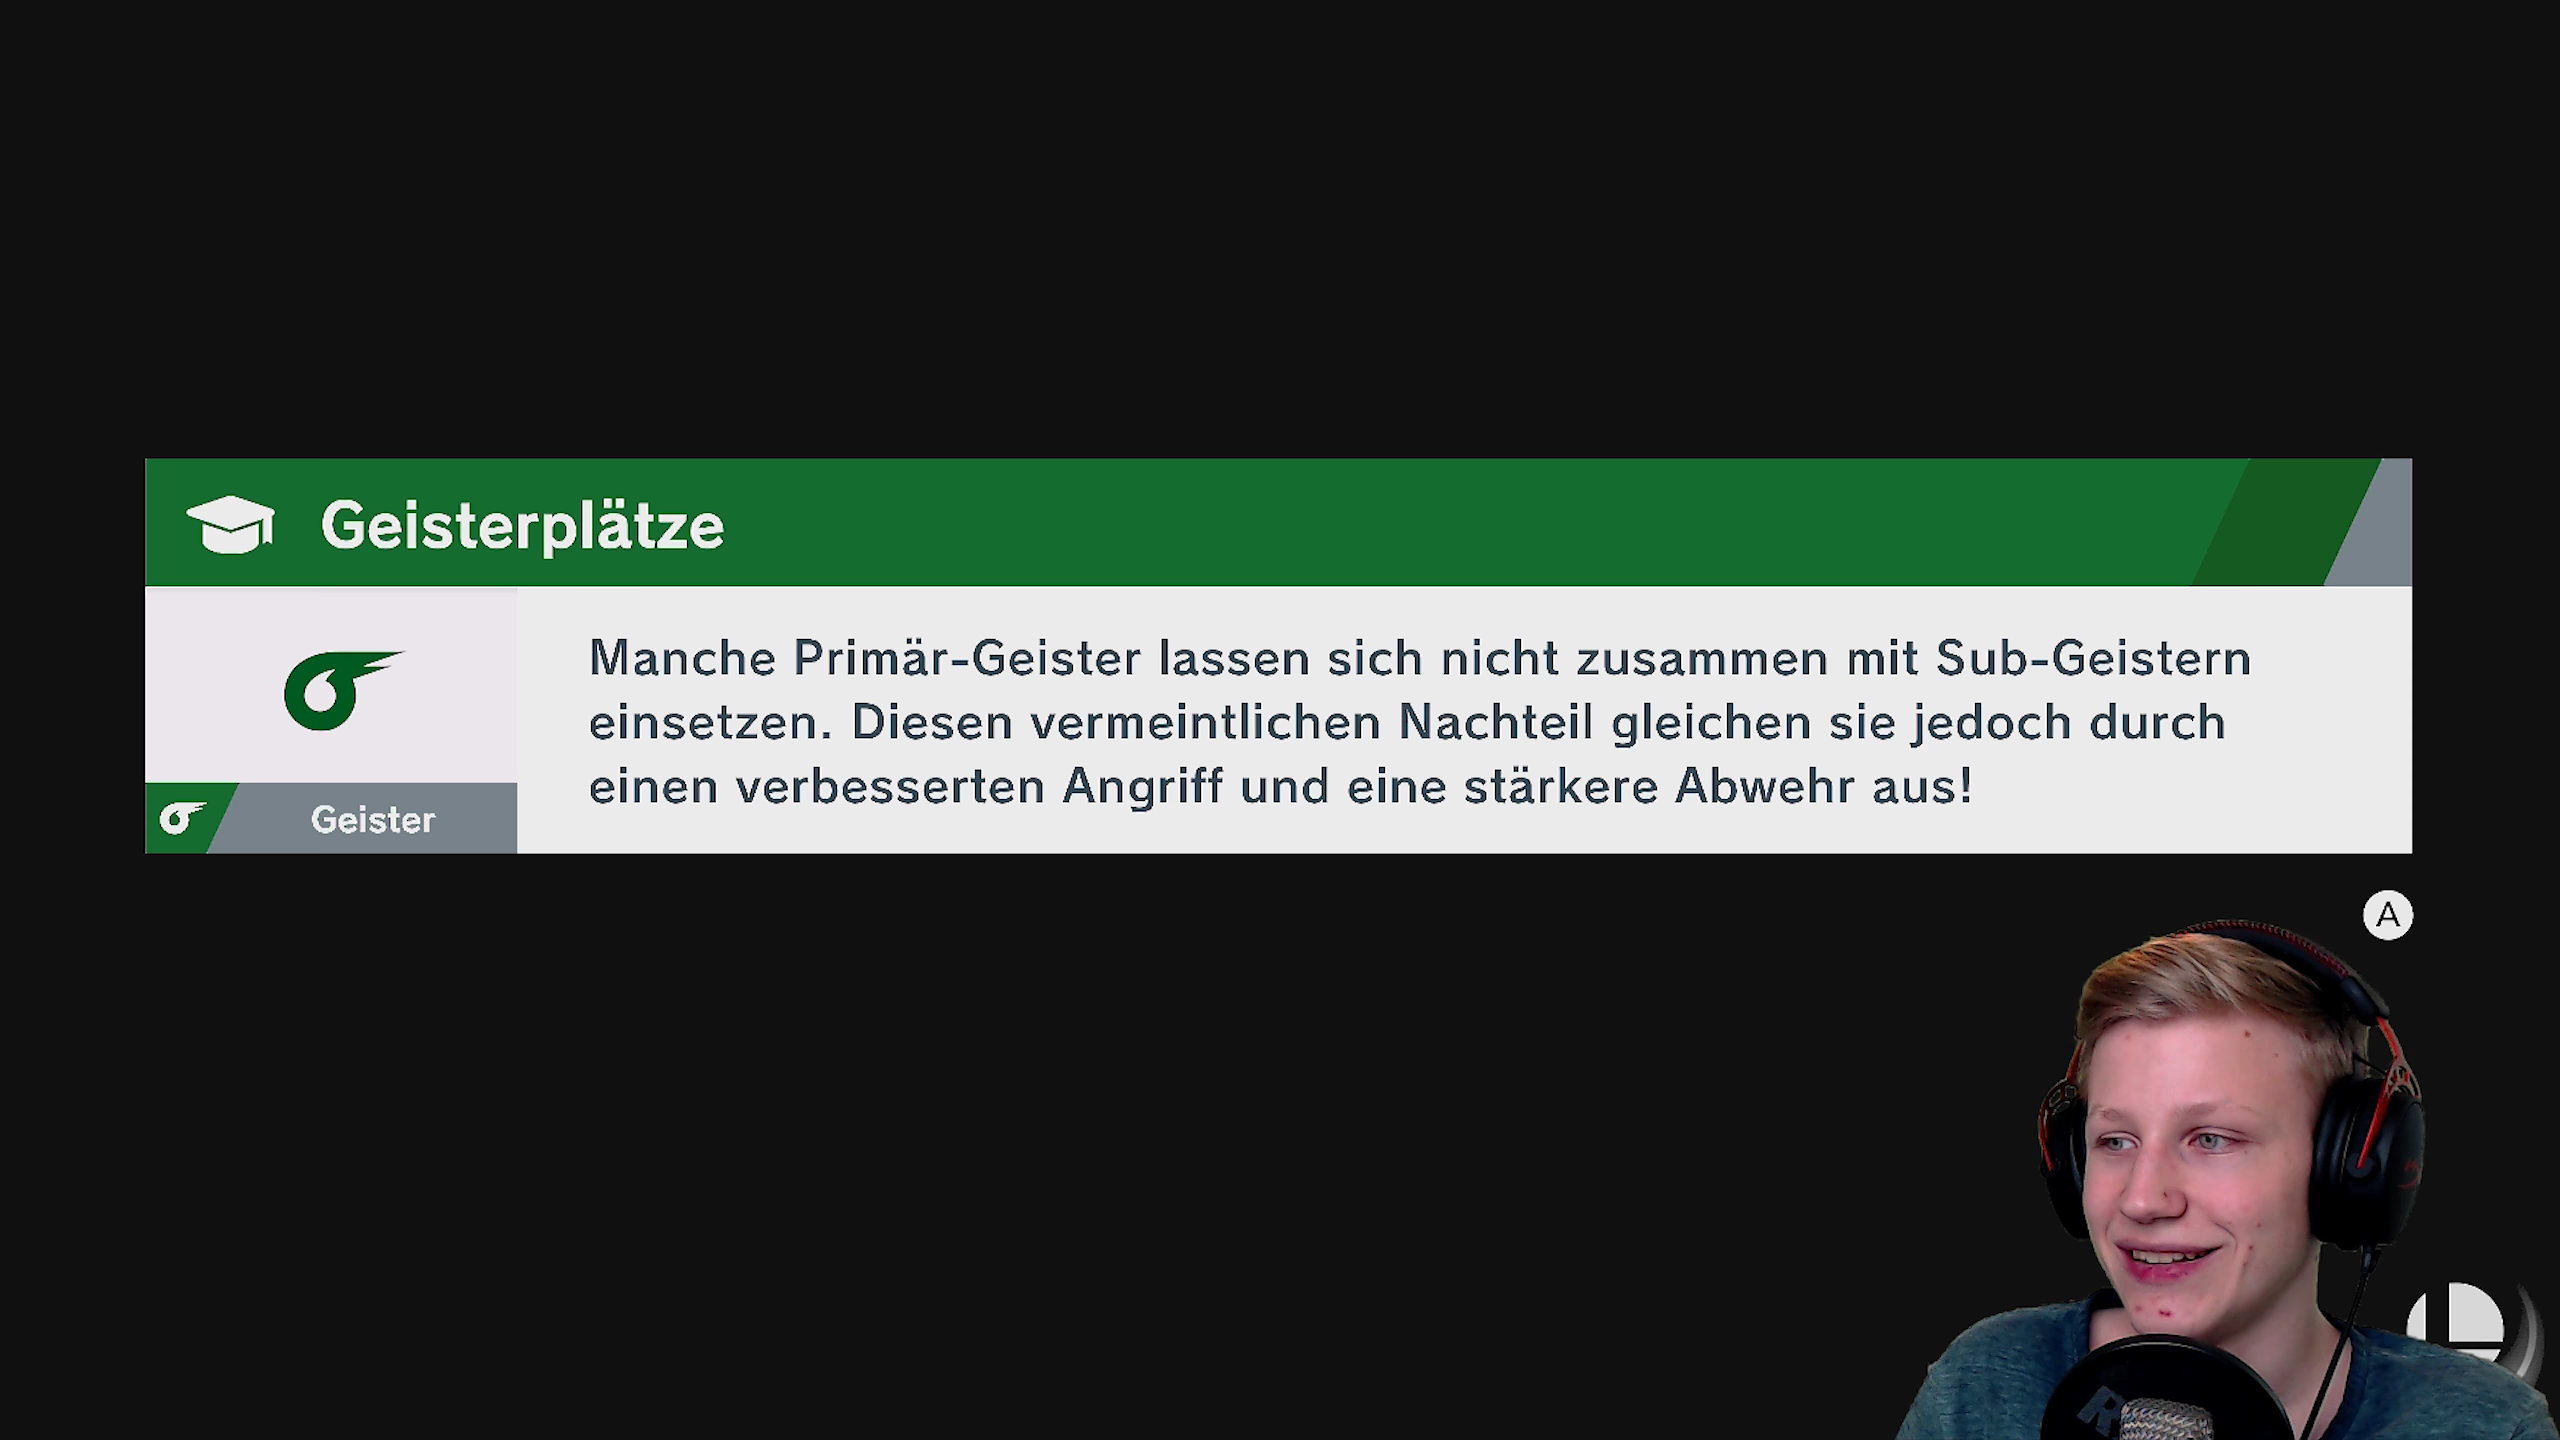 Geisterplätze
Manche Primär-Geister lassen sich nicht zusammen mit Sub-Geistern
einsetzen. Diesen vermeintlichen Nachteil gleichen sie jedoch durch
einen verbesserten Angriff und eine stärkere Abwehr aus!
Geister
A